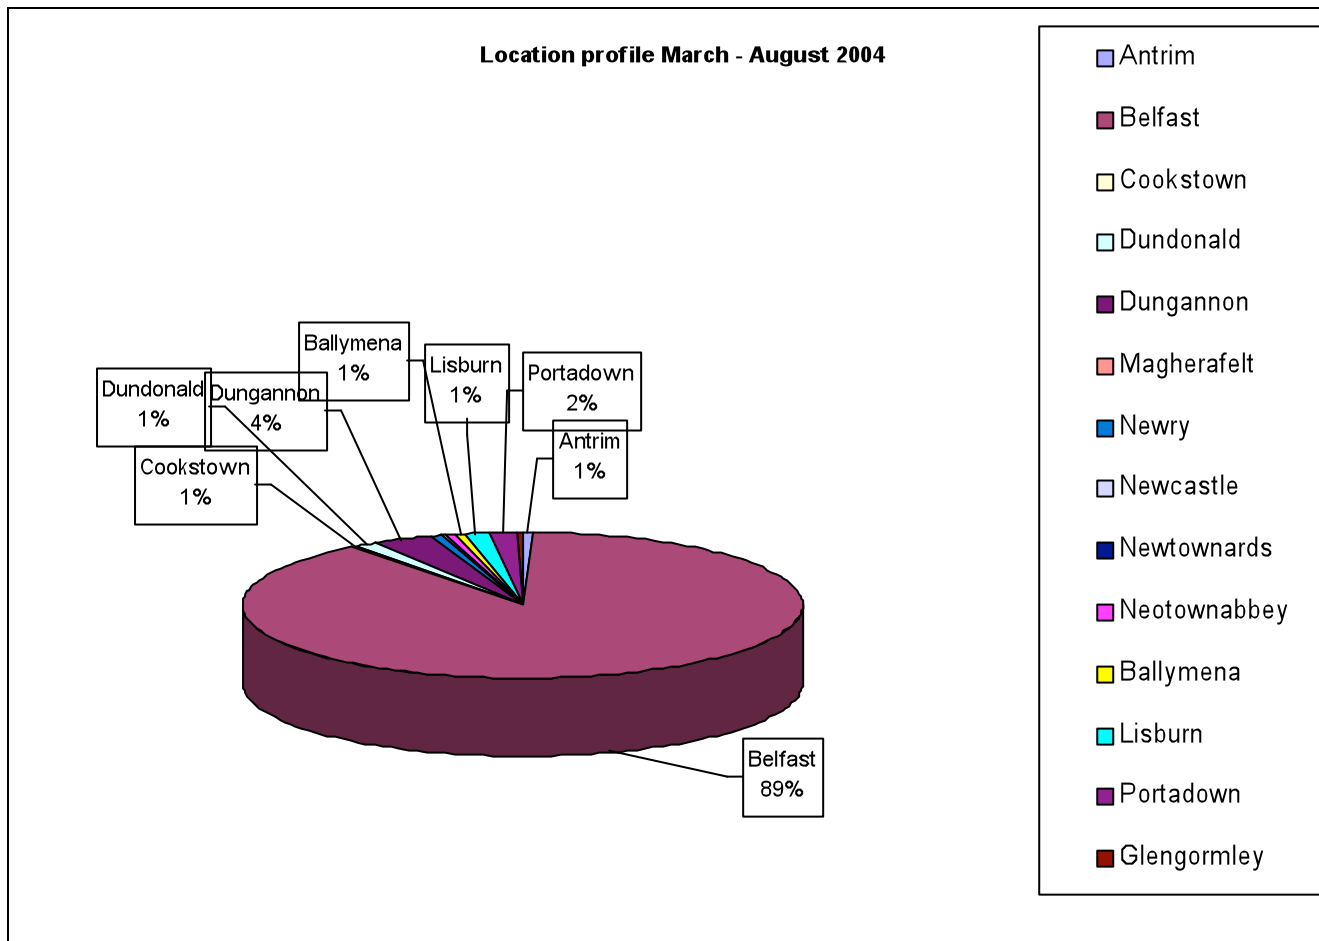 Location profile March - August 2004
Ballymena
1%
Lisburn
1%
Portadown
2%
Dundonald
1%
Dungannon
4%
Antrim
1%
Cookstown
1%
Belfast
89%
Antrim
Belfast
Cookstown
Dundonald
Dungannon
Magherafelt
Newry
Newcastle
Newtownards
Neotownabbey
Ballymena
Lisburn
Portadown
Glengormley